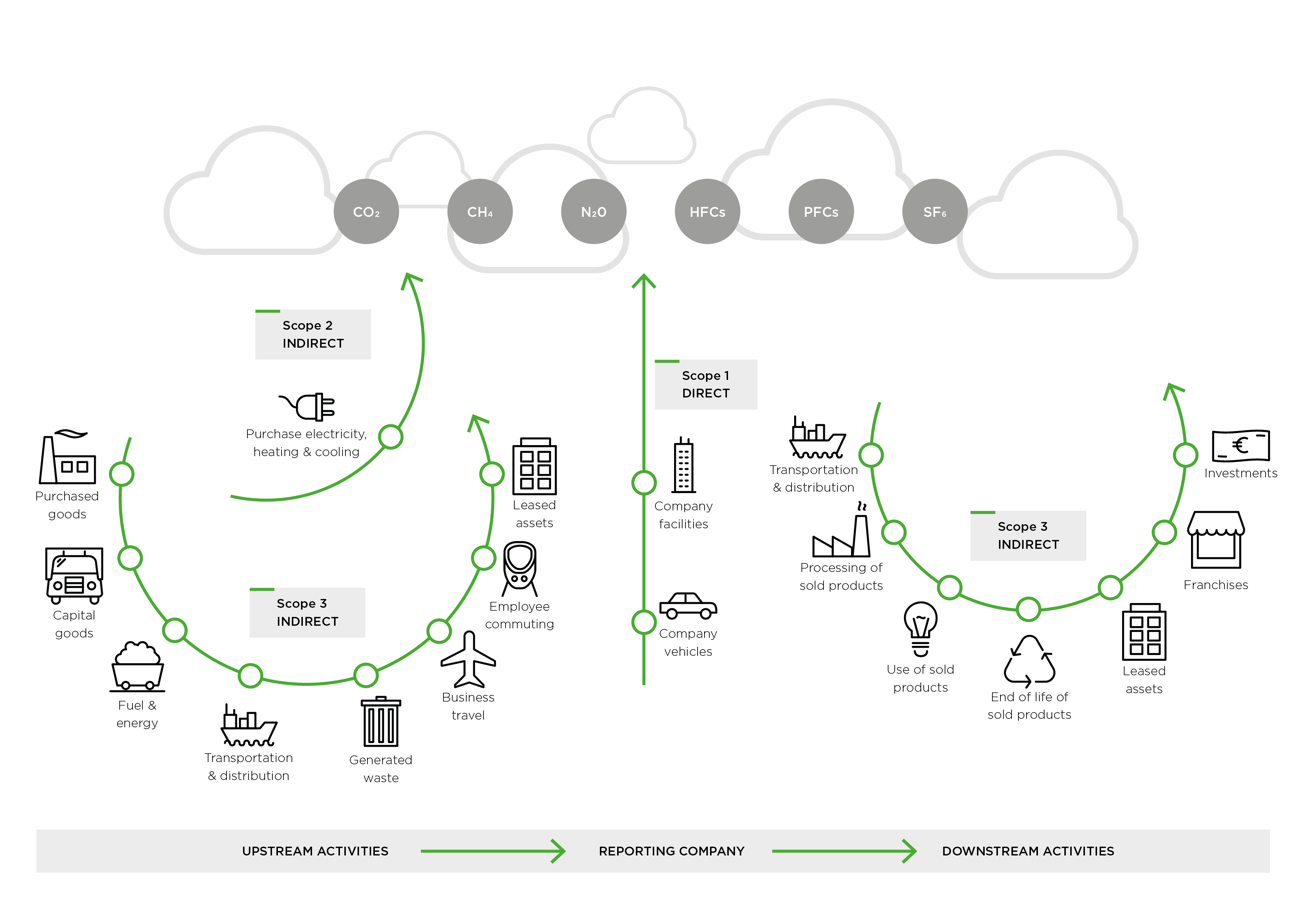 CO₂
CH₄
N₂0
HFCs
PFCs
SF₆
Scope 2
INDIRECT
Purchase electricity,
heating & cooling
Scope 1
DIRECT
Company
facilities
Company
vehicles
Purchased
goods
Capital
goods
Fuel &
energy
Transportation
& distribution
Generated
waste
Business
travel
Employee
commuting
Leased
assets
Scope 3
INDIRECT
Transportation
& distribution
Processing of
sold products
Use of sold
products
End of life of
sold products
Leased
assets
Franchises
€
Investments
Scope 3
INDIRECT
UPSTREAM ACTIVITIES
REPORTING COMPANY
DOWNSTREAM ACTIVITIES